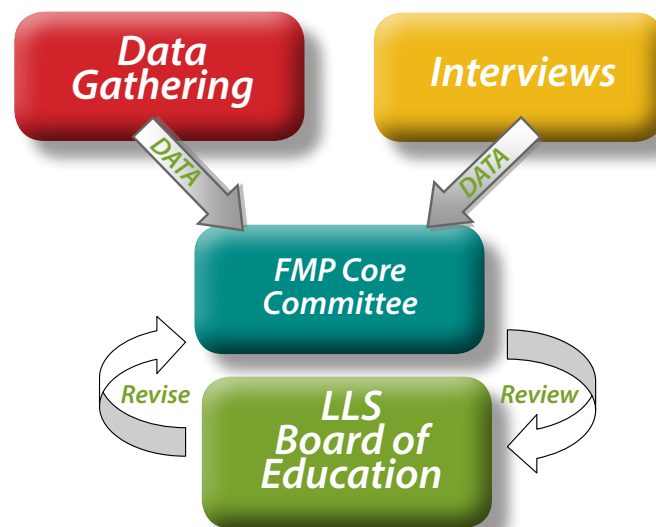 Data
Gathering
Interviews
DATA
DATA
FMP Core
Committee
Revise
Review
LLS
Board of
Education